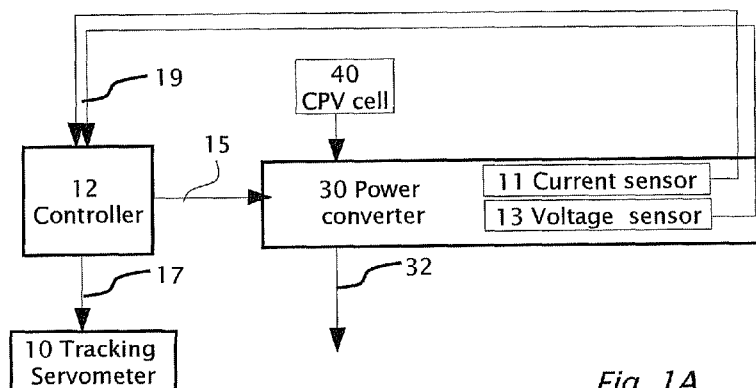 19
40
CPV cell
15
12
Controller
30 Power
converter
11 Current sensor
13 Voltage sensor
17
32
10 Tracking
Servometer
Fig. 1A